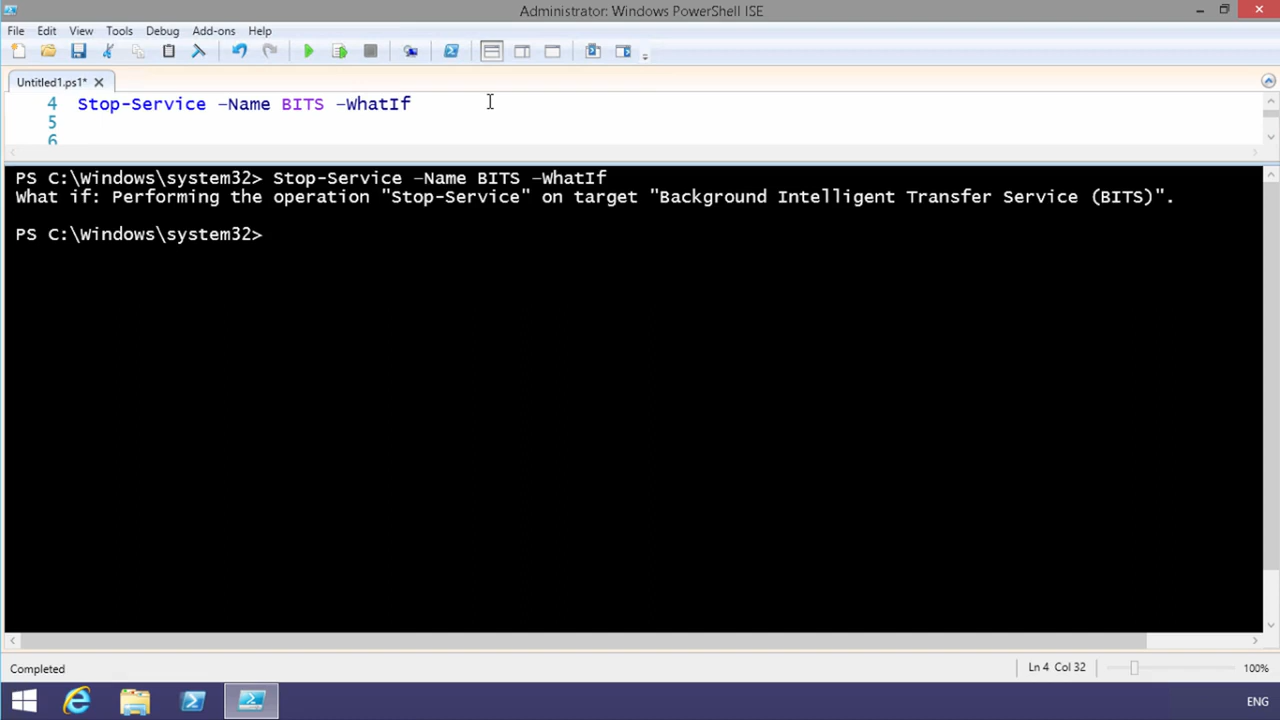 Administrator: Windows PowerShell ISE
File Edit View Tools Debug Add-ons Help
Untitled1.ps1*
4 Stop-Service –Name BITS –WhatIf
5
6
PS C:\Windows\system32> Stop-Service –Name BITS –WhatIf
What if: Performing the operation "Stop-Service" on target "Background Intelligent Transfer Service (BITS)".
PS C:\Windows\system32>
Completed Ln 4 Col 32 100%
ENG